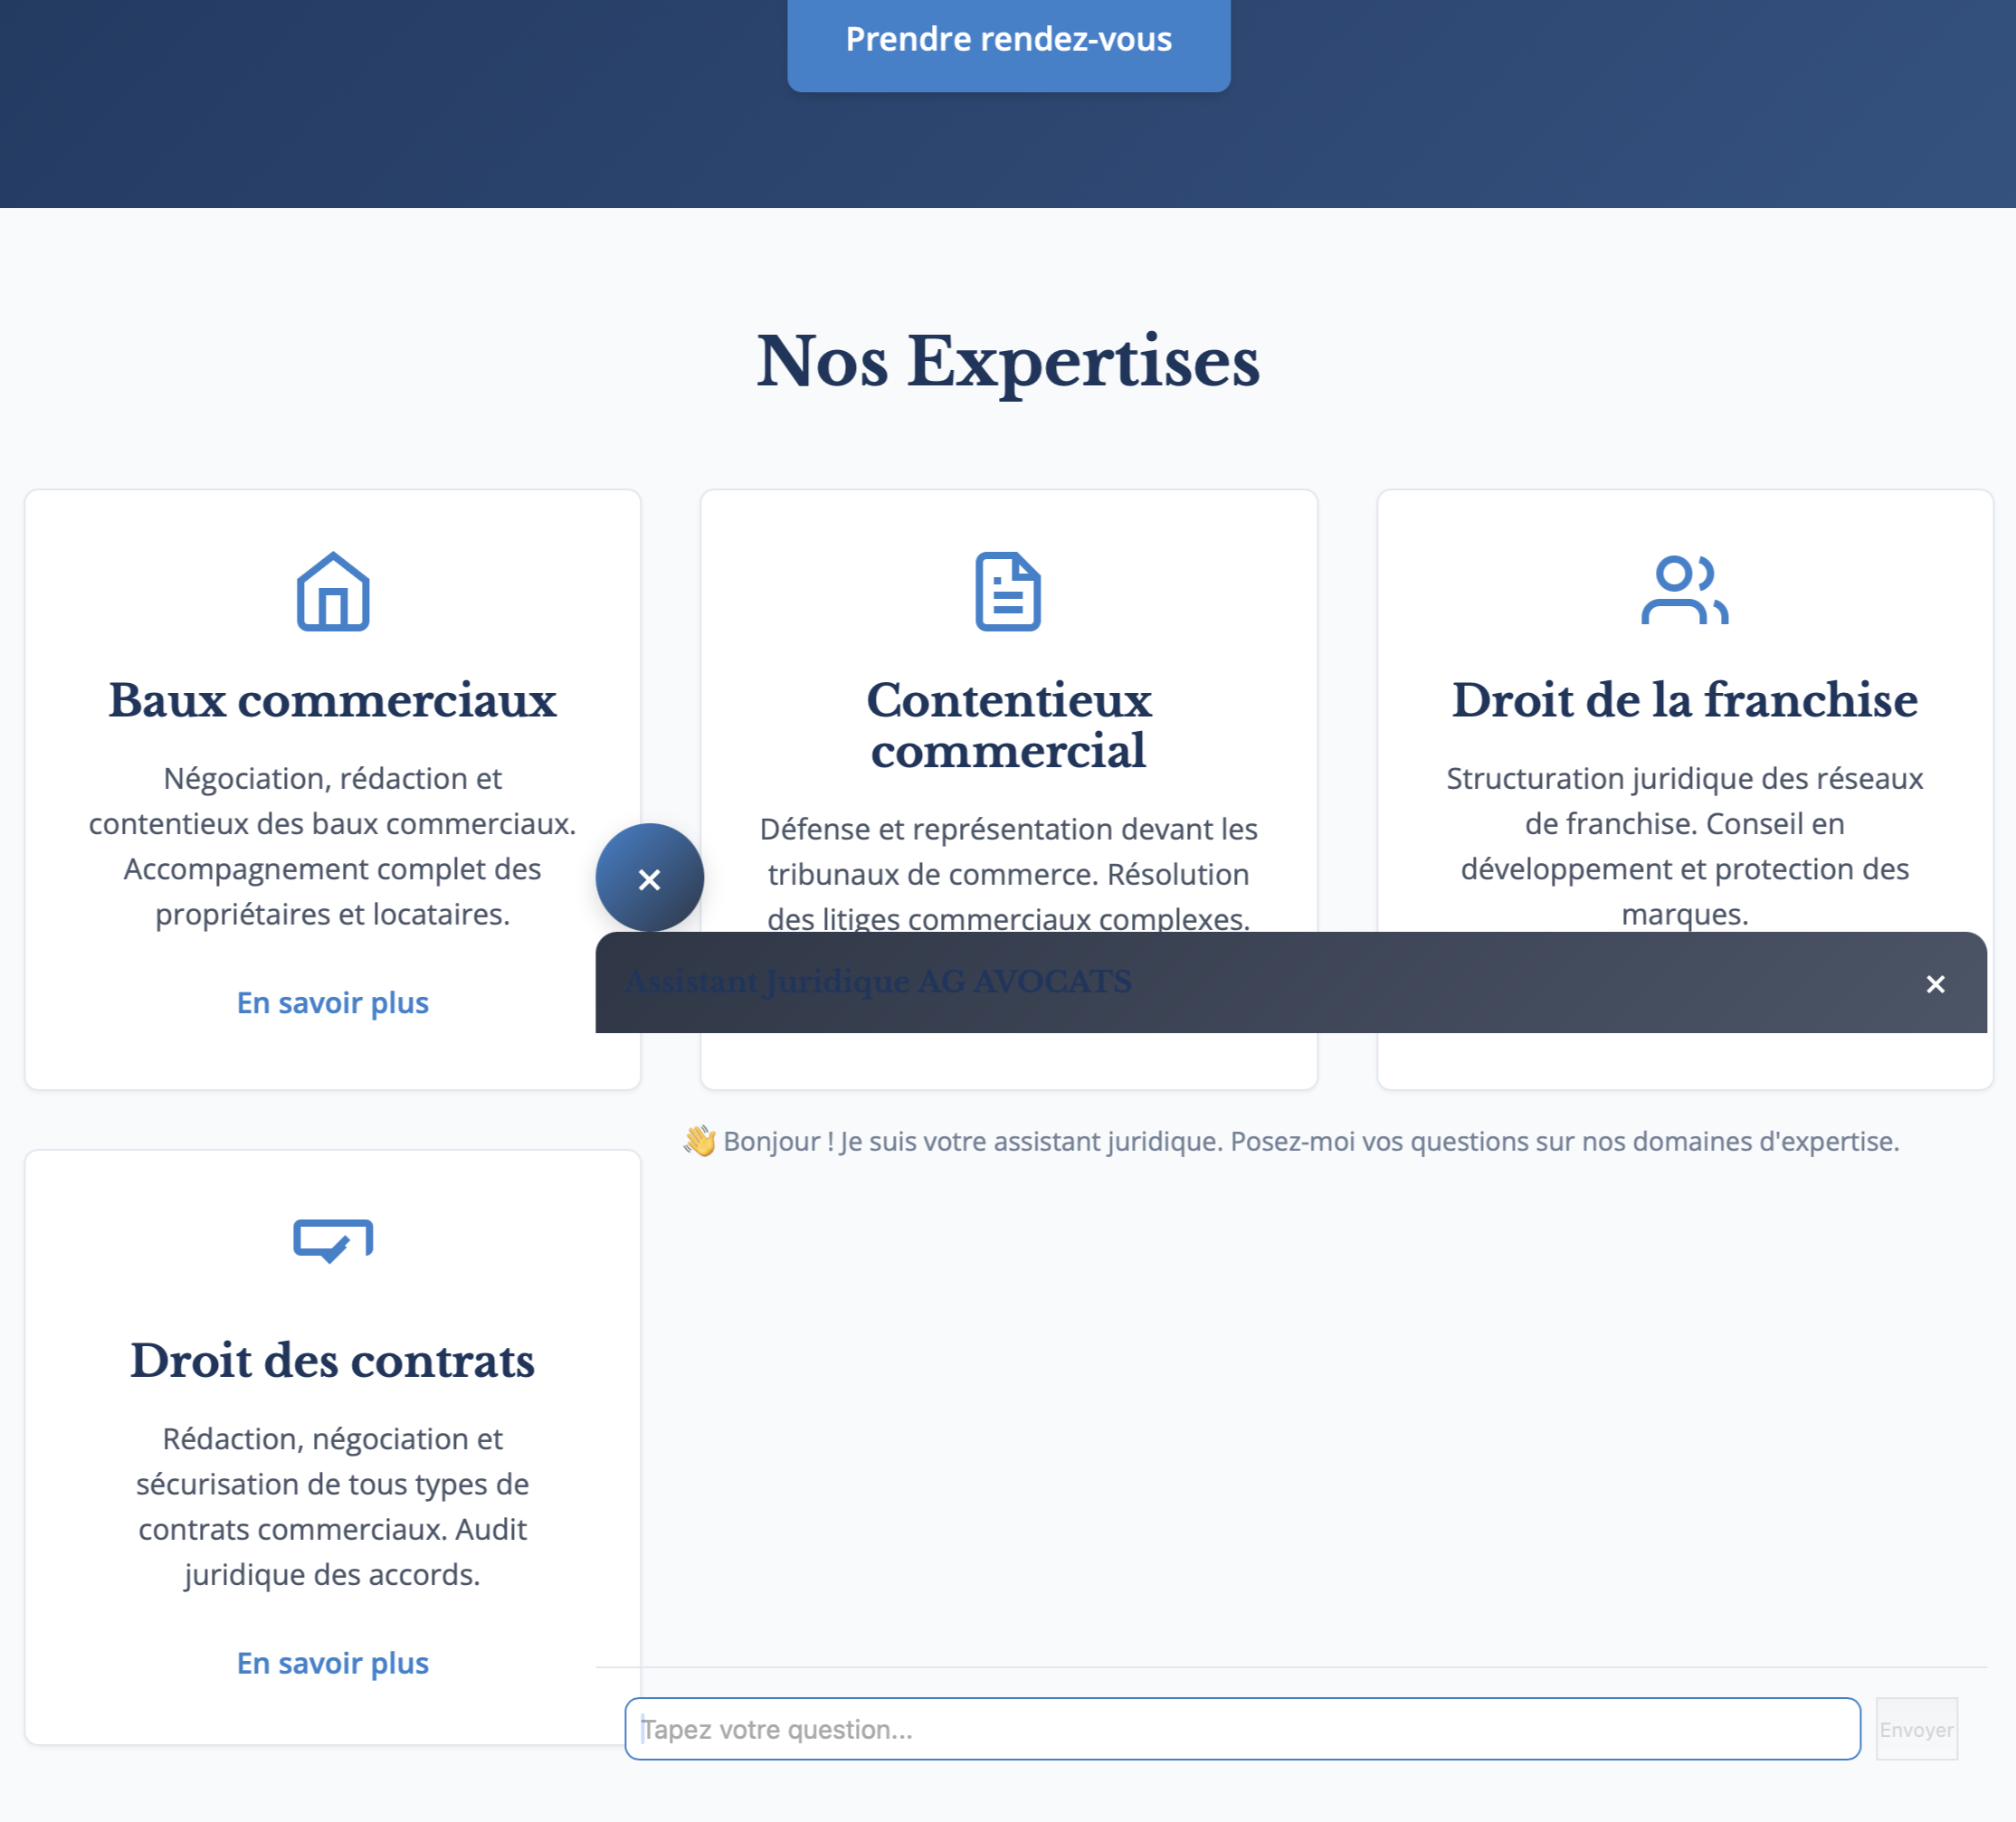 Prendre rendez-vous
Nos Expertises
Baux commerciaux
Négociation, rédaction et
contentieux des baux commerciaux.
Accompagnement complet des
propriétaires et locataires.
En savoir plus
Contentieux
commercial
Défense et représentation devant les
tribunaux de commerce. Résolution
des litiges commerciaux complexes.
Droit de la franchise
Structuration juridique des réseaux
de franchise. Conseil en
développement et protection des
marques.
Assistant Juridique AG AVOCATS
👋 Bonjour ! Je suis votre assistant juridique. Posez-moi vos questions sur nos domaines d'expertise.
Droit des contrats
Rédaction, négociation et
sécurisation de tous types de
contrats commerciaux. Audit
juridique des accords.
En savoir plus
Tapez votre question...
Envoyer